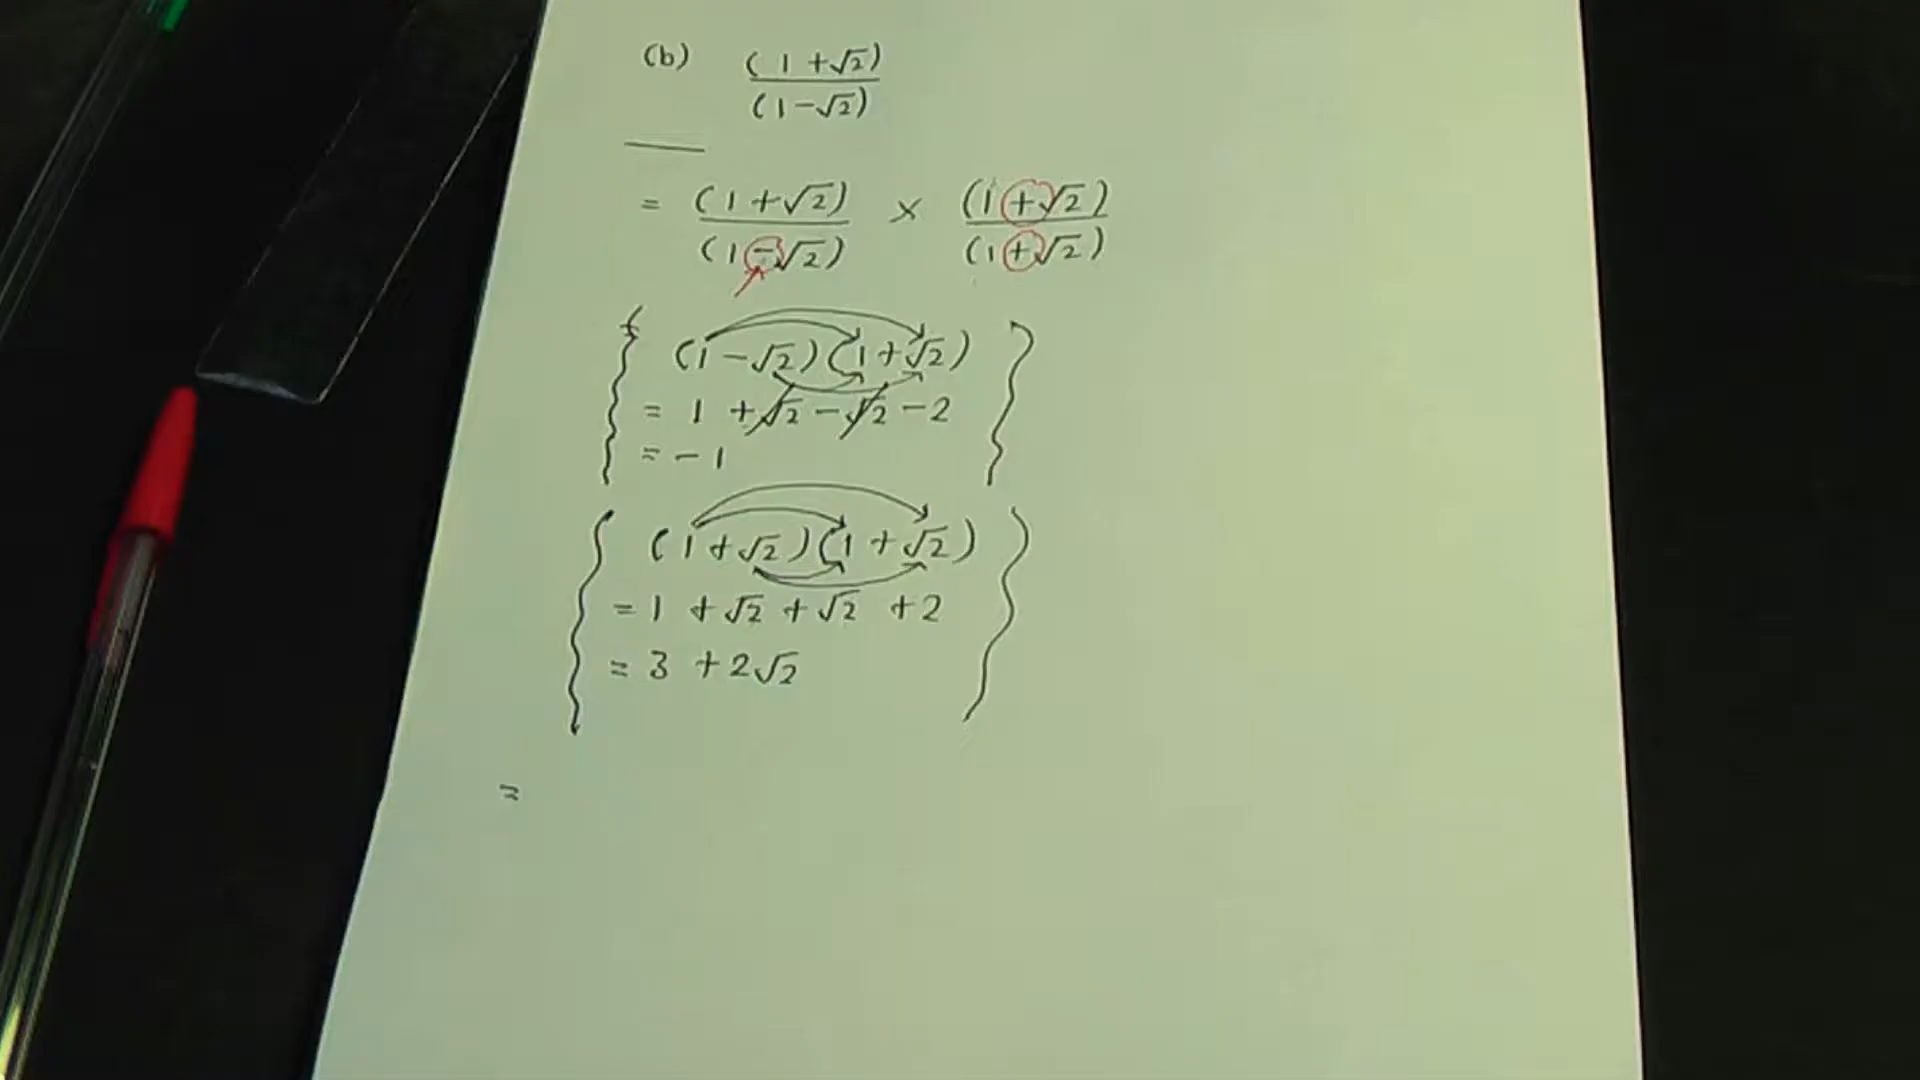 (b) (1+√2)
(1-√2)
= (1+√2) × (1+√2)
(1-√2) (1+√2)
(1-√2)(1+√2)
= 1 +√2 -√2 -2
= -1
(1+√2)(1+√2)
= 1 +√2 +√2 +2
= 3 +2√2
=